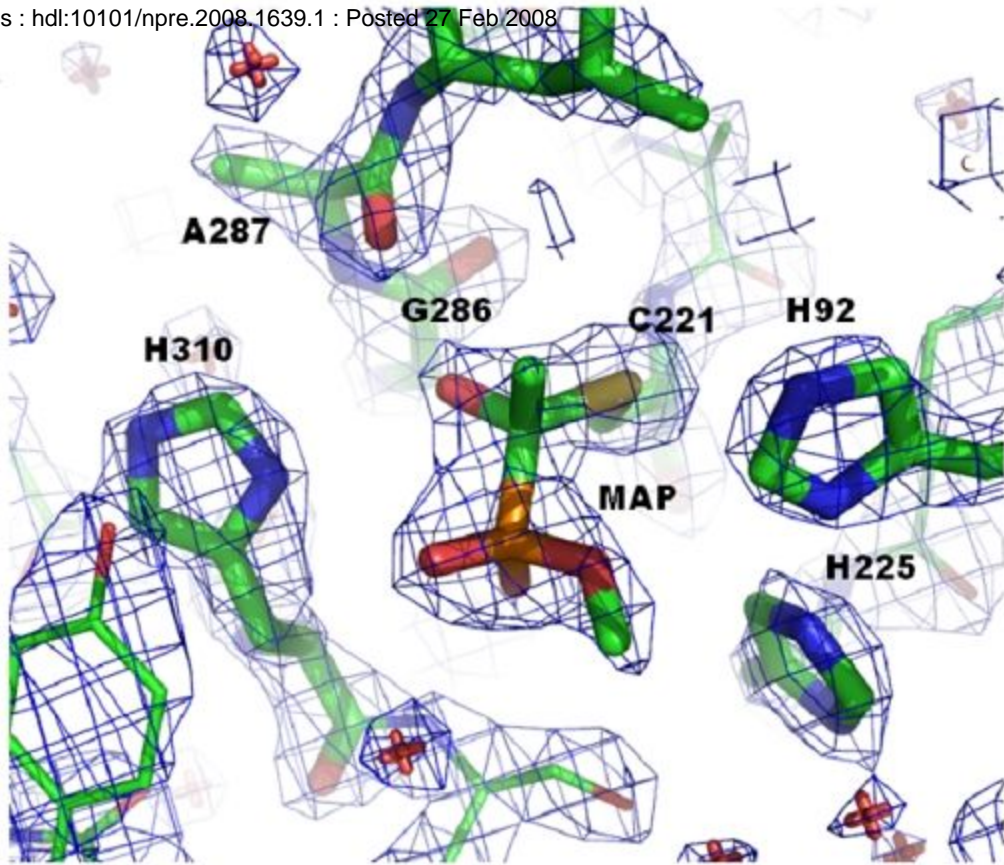 s : hdl:10101/npre.2008.1639.1 : Posted 27 Feb 2008
A287
G286
C221
H92
H310
MAP
H225